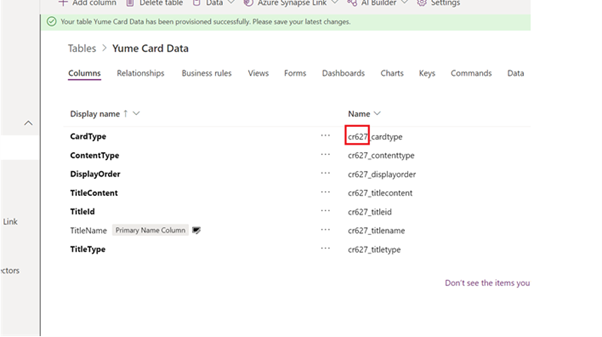 Add column Delete table Data Azure Synapse Link AI Builder Settings
Your table Yume Card Data has been provisioned successfully. Please save your latest changes.
Tables > Yume Card Data
Columns Relationships Business rules Views Forms Dashboards Charts Keys Commands Data
Display name ↑ Name
CardType ... cr627_cardtype
ContentType ... cr627_contenttype
DisplayOrder ... cr627_displayorder
TitleContent ... cr627_titlecontent
TitleId ... cr627_titleid
Link
TitleName Primary Name Column ... cr627_titlename
TitleType ... cr627_titletype
ectors
Don't see the items you